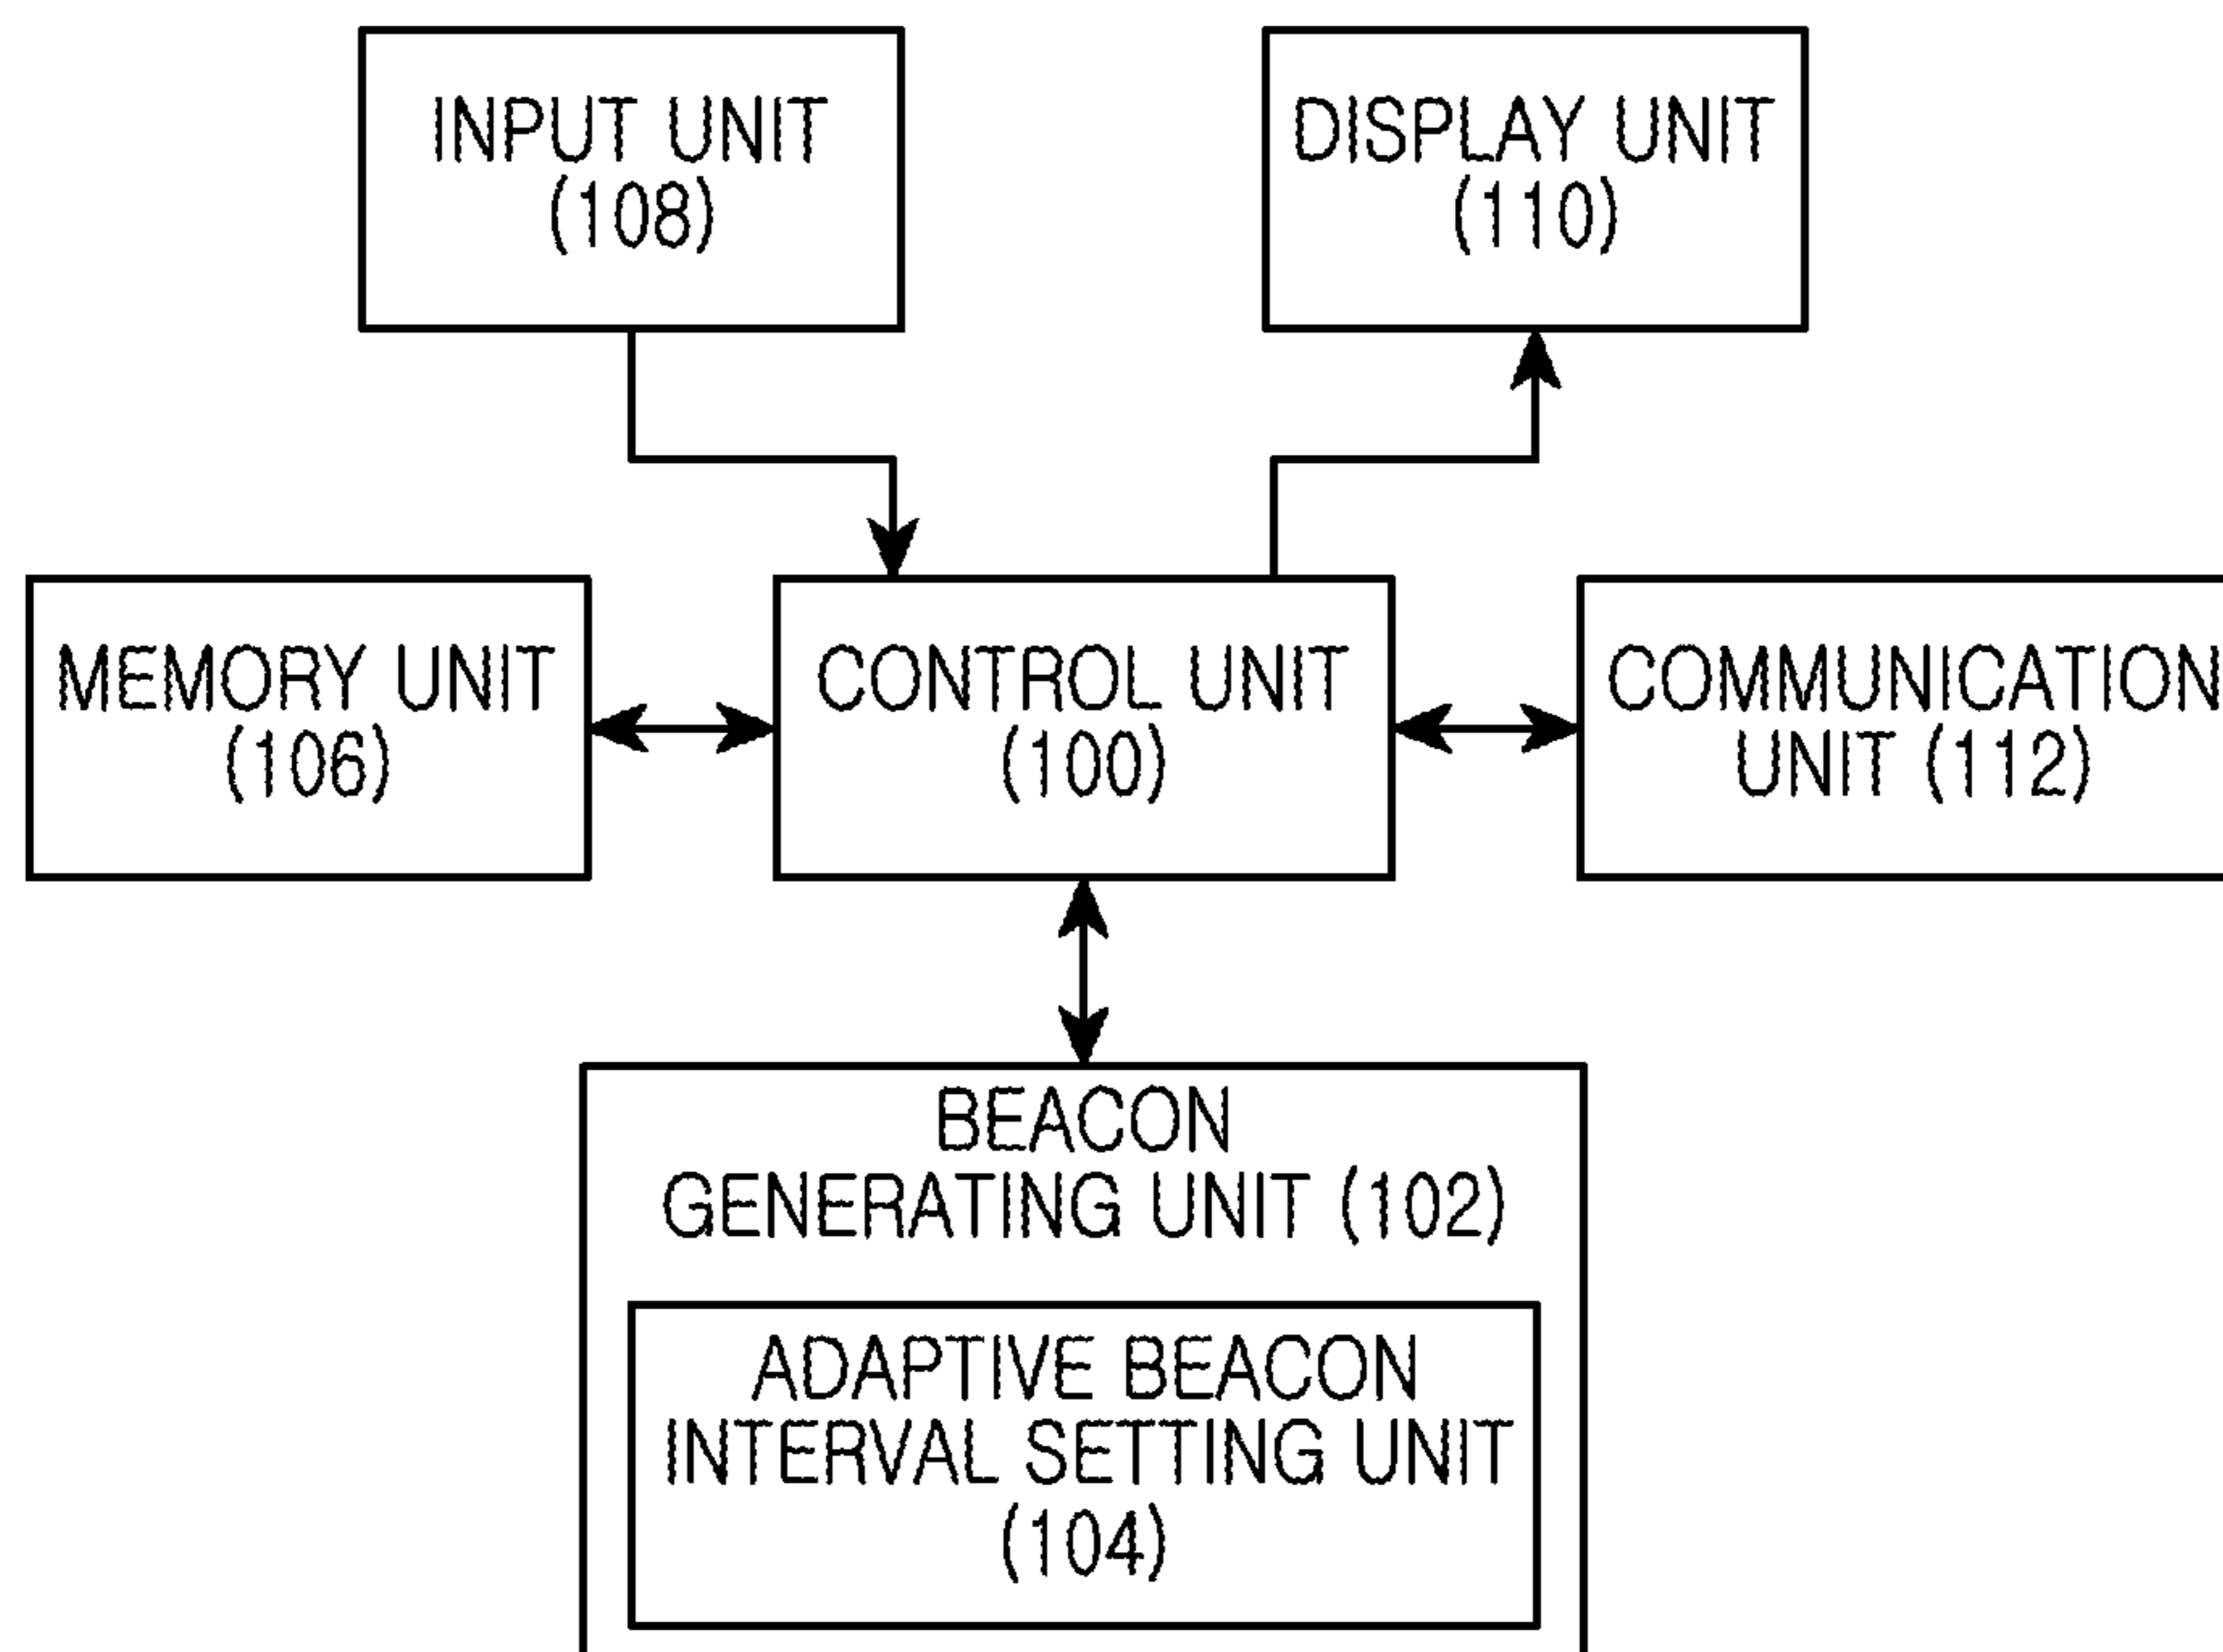 INPUT UNIT
(108)
DISPLAY UNIT
(110)
MEMORY UNIT
(106)
CONTROL UNIT
(100)
COMMUNICATION
UNIT (112)
BEACON
GENERATING UNIT (102)
ADAPTIVE BEACON
INTERVAL SETTING UNIT
(104)